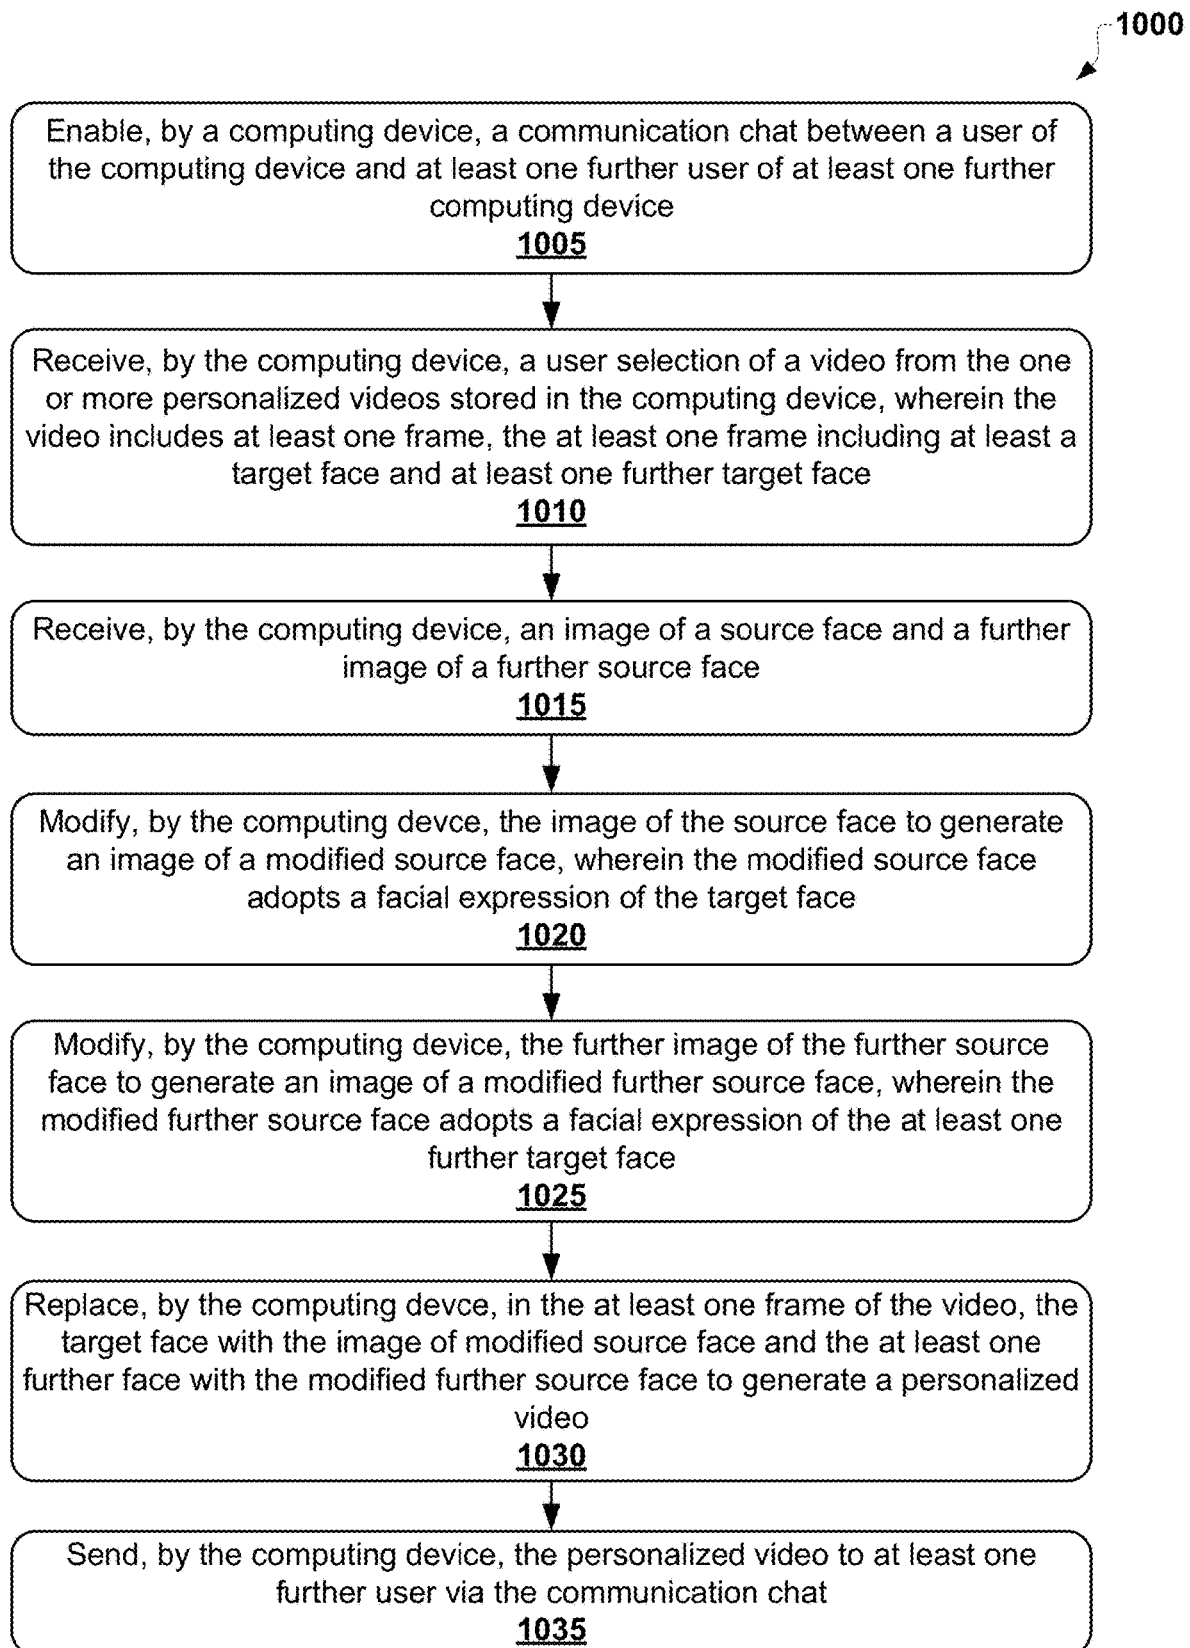 1000
Enable, by a computing device, a communication chat between a user of
the computing device and at least one further user of at least one further
computing device
1005
Receive, by the computing device, a user selection of a video from the one
or more personalized videos stored in the computing device, wherein the
video includes at least one frame, the at least one frame including at least a
target face and at least one further target face
1010
Receive, by the computing device, an image of a source face and a further
image of a further source face
1015
Modify, by the computing devce, the image of the source face to generate
an image of a modified source face, wherein the modified source face
adopts a facial expression of the target face
1020
Modify, by the computing device, the further image of the further source
face to generate an image of a modified further source face, wherein the
modified further source face adopts a facial expression of the at least one
further target face
1025
Replace, by the computing devce, in the at least one frame of the video, the
target face with the image of modified source face and the at least one
further face with the modified further source face to generate a personalized
video
1030
Send, by the computing device, the personalized video to at least one
further user via the communication chat
1035